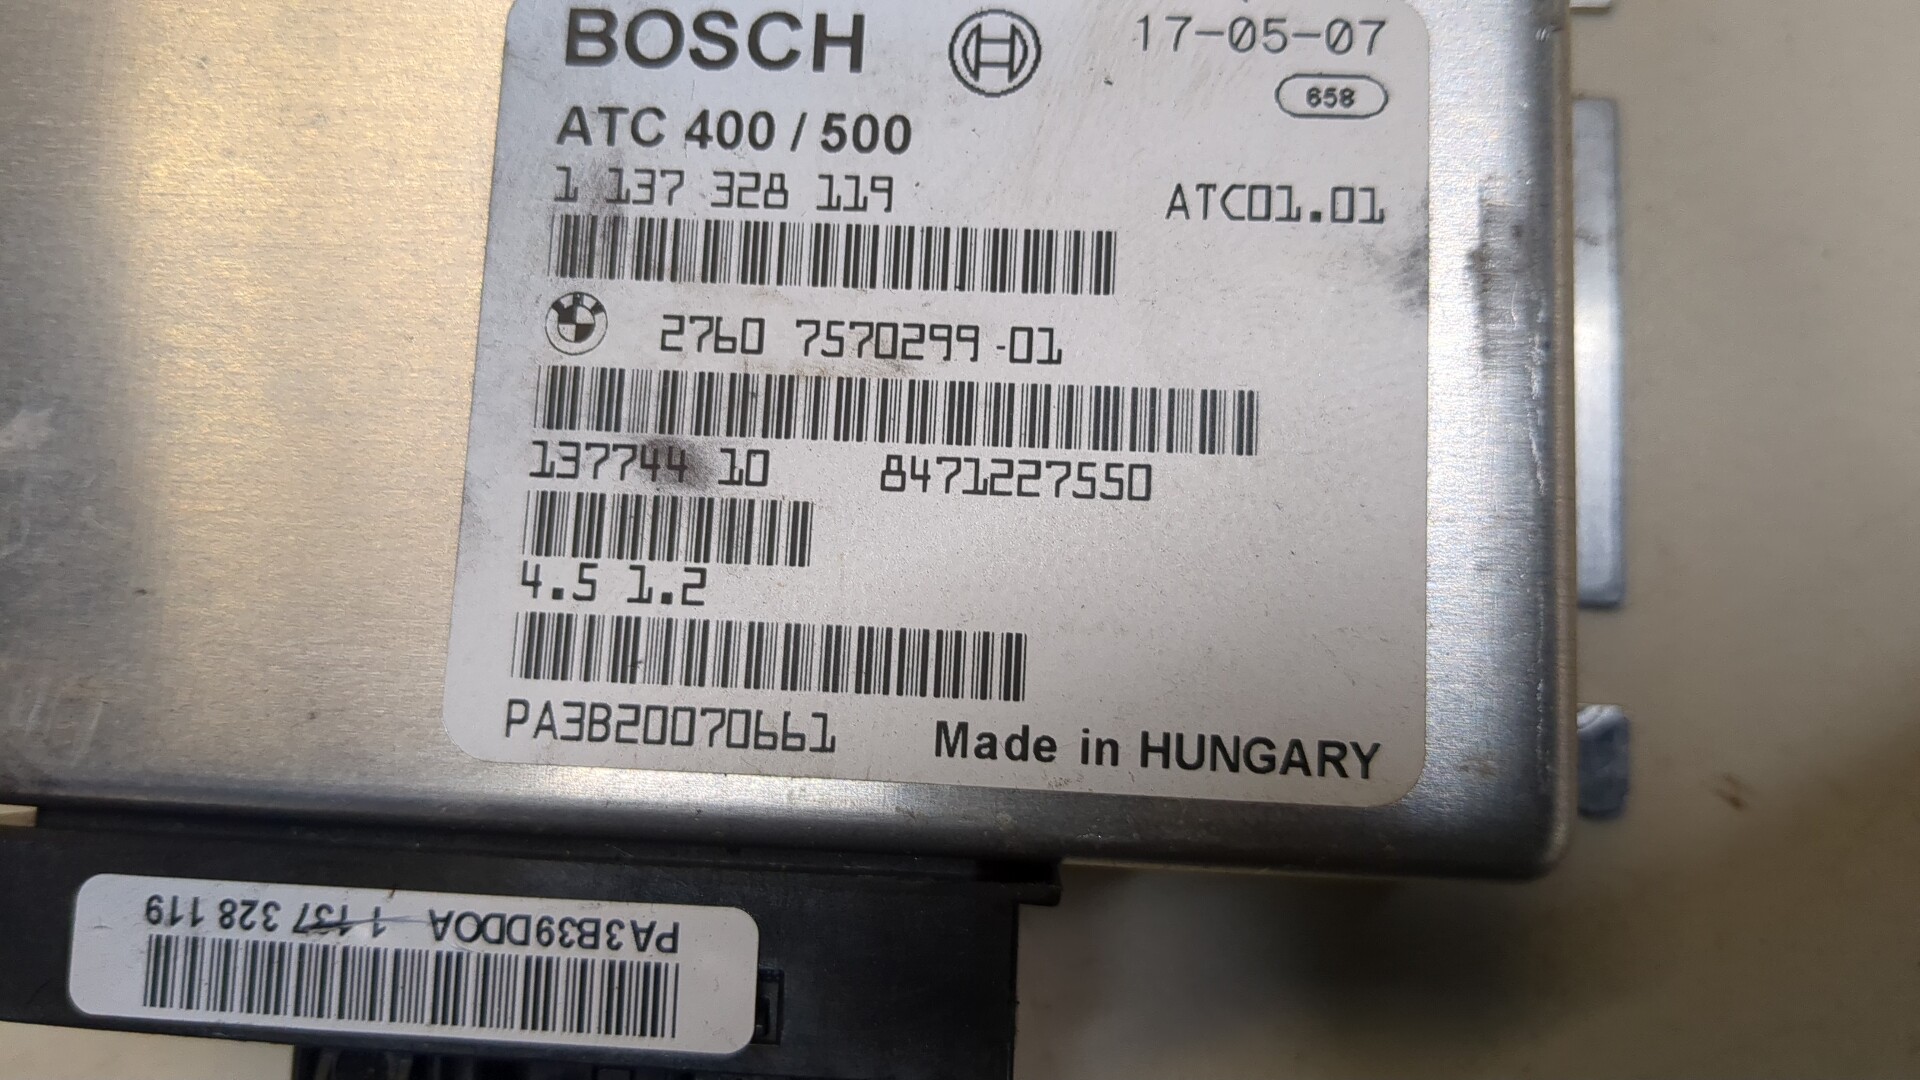 BOSCH 17-05-07
658
ATC 400 / 500
1 137 328 119 ATC01.01
2760 7570299-01
137744 10 8471227550
4.5 1.2
PA3B20070661 Made in HUNGARY
PA3B39DD0A 1 137 328 119